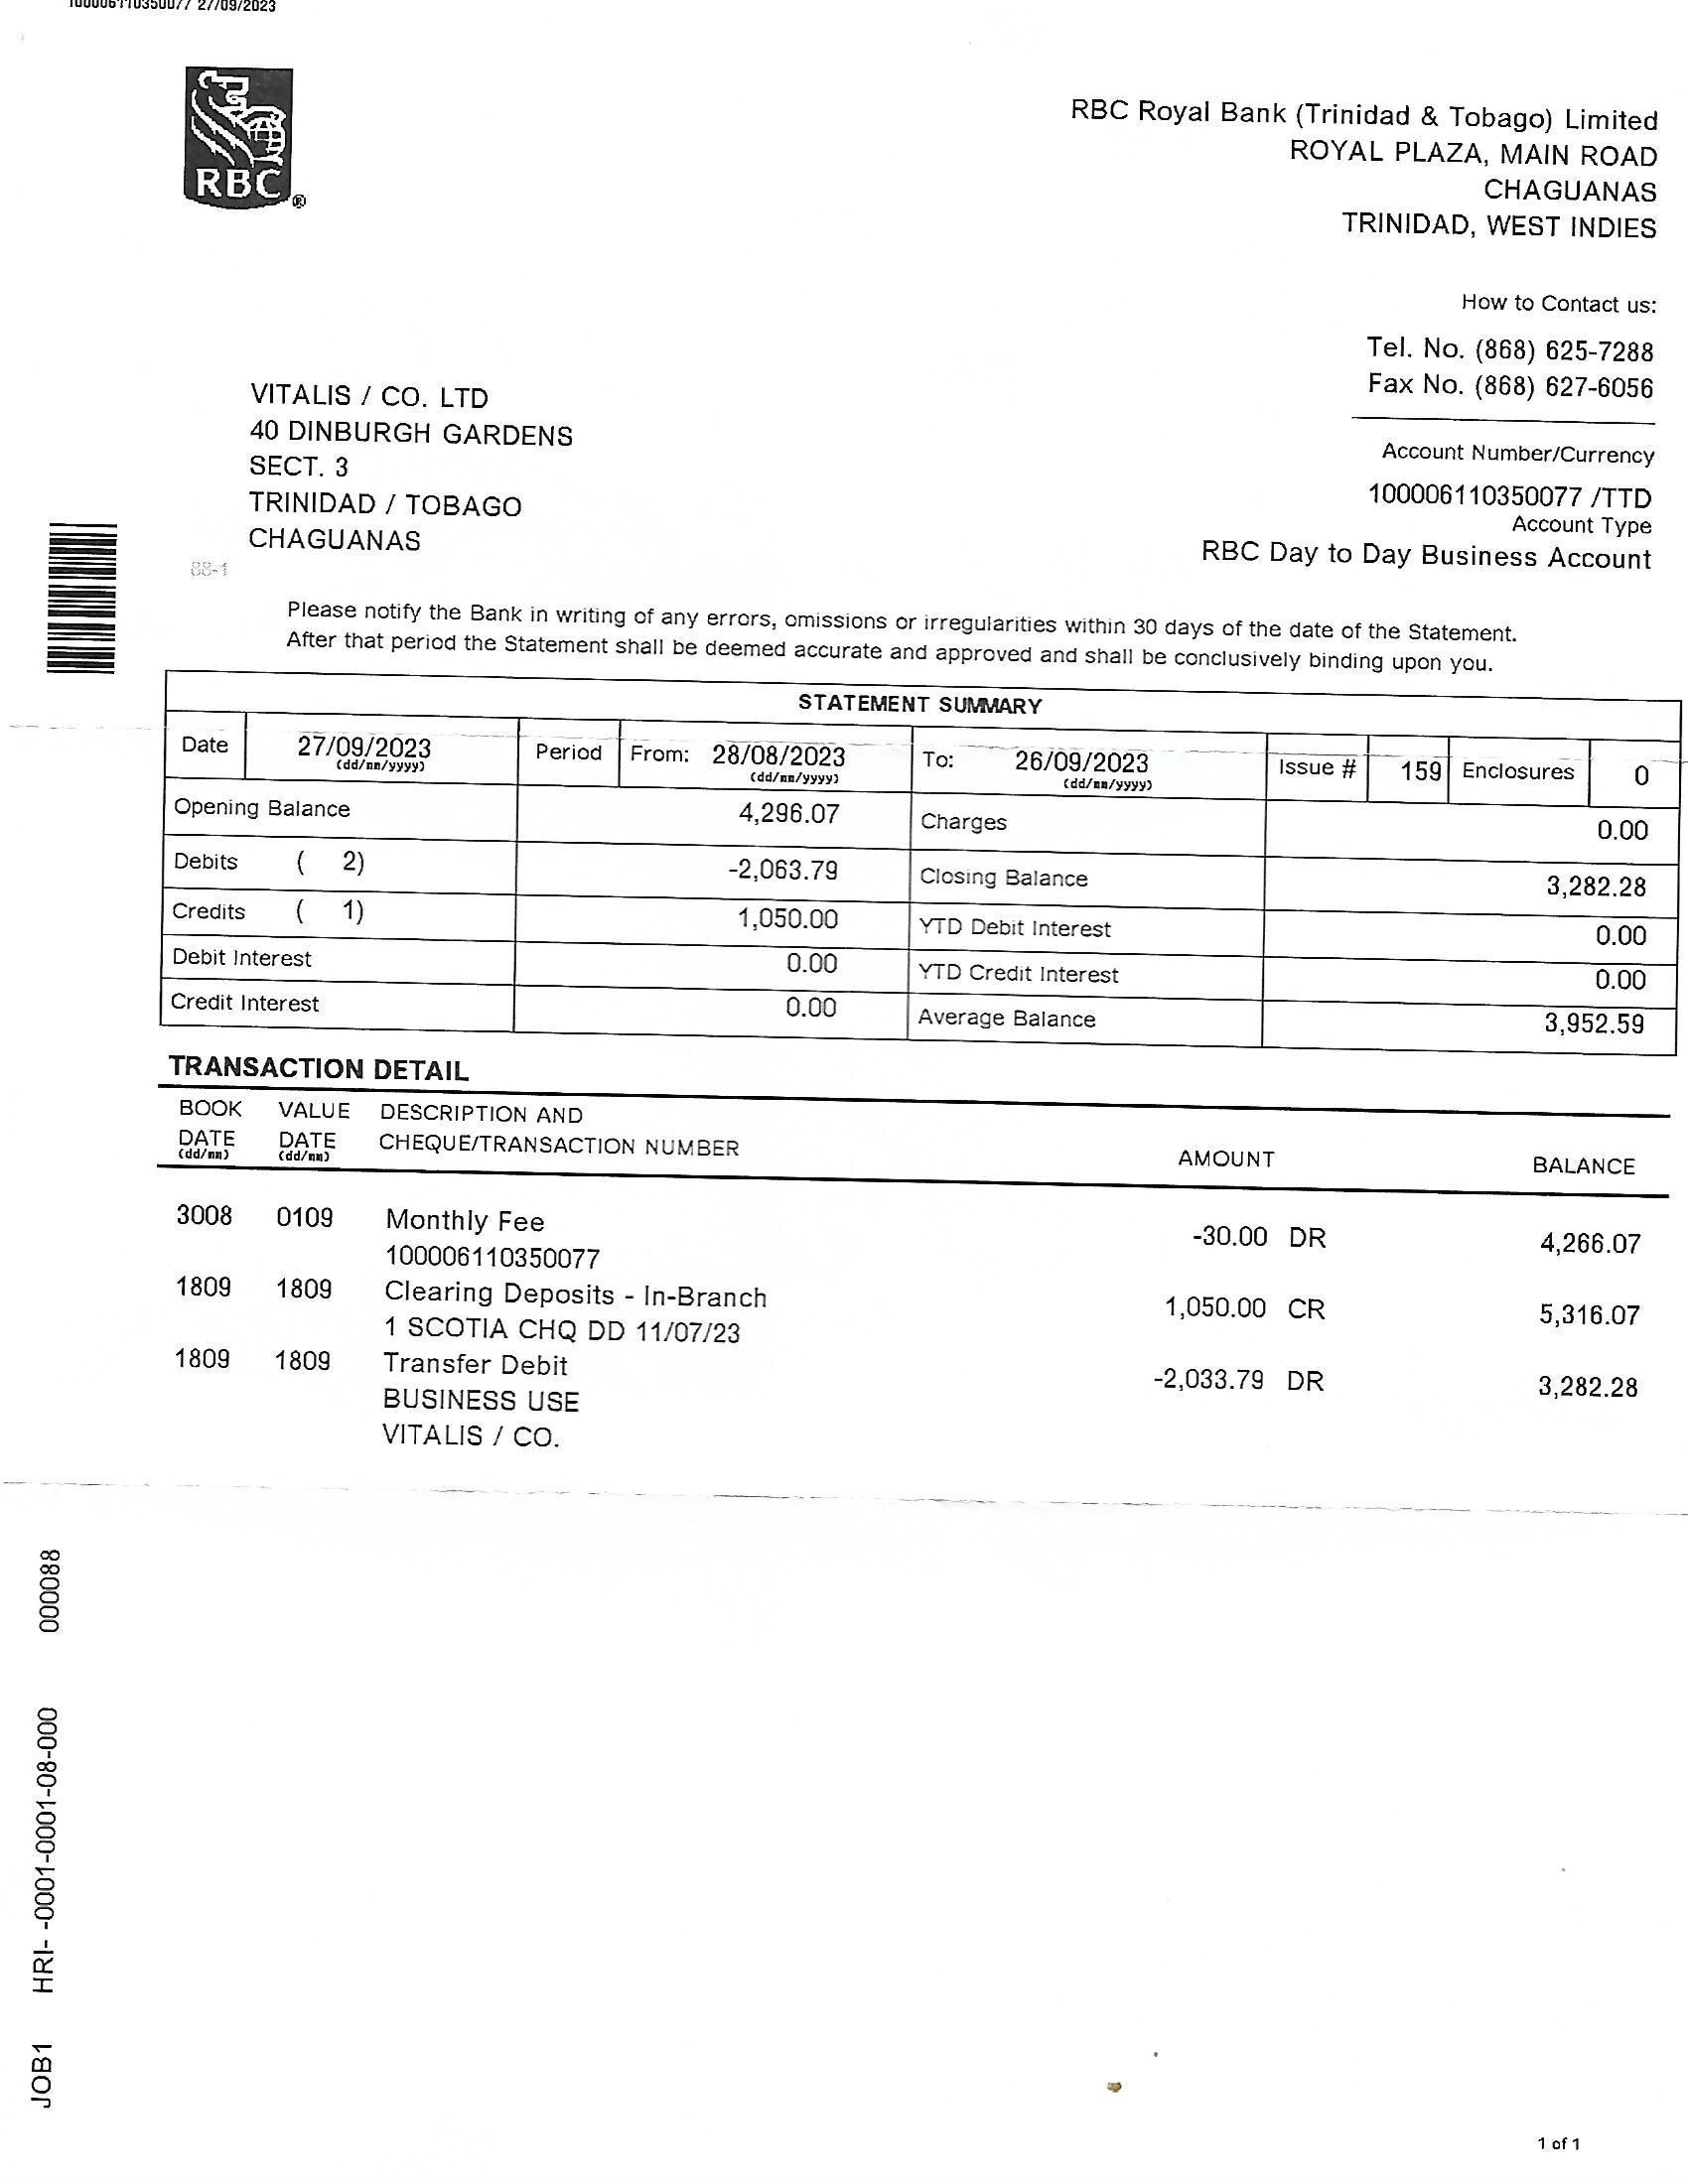 100006110350077 27/09/2023
RBC
®
RBC Royal Bank (Trinidad & Tobago) Limited
ROYAL PLAZA, MAIN ROAD
CHAGUANAS
TRINIDAD, WEST INDIES
How to Contact us:
Tel. No. (868) 625-7288
Fax No. (868) 627-6056
VITALIS / CO. LTD
40 DINBURGH GARDENS
SECT. 3
TRINIDAD / TOBAGO
CHAGUANAS
88-1
Account Number/Currency
100006110350077 /TTD
Account Type
RBC Day to Day Business Account
Please notify the Bank in writing of any errors, omissions or irregularities within 30 days of the date of the Statement.
After that period the Statement shall be deemed accurate and approved and shall be conclusively binding upon you.
STATEMENT SUMMARY
Date 27/09/2023 (dd/mm/yyyy) Period From: 28/08/2023 (dd/mm/yyyy) To: 26/09/2023 (dd/mm/yyyy) Issue # 159 Enclosures 0
Opening Balance 4,296.07 Charges 0.00
Debits ( 2) -2,063.79 Closing Balance 3,282.28
Credits ( 1) 1,050.00 YTD Debit Interest 0.00
Debit Interest 0.00 YTD Credit Interest 0.00
Credit Interest 0.00 Average Balance 3,952.59
TRANSACTION DETAIL
BOOK VALUE DESCRIPTION AND
DATE DATE CHEQUE/TRANSACTION NUMBER AMOUNT BALANCE
(dd/mm) (dd/mm)
3008 0109 Monthly Fee -30.00 DR 4,266.07
100006110350077
1809 1809 Clearing Deposits - In-Branch 1,050.00 CR 5,316.07
1 SCOTIA CHQ DD 11/07/23
1809 1809 Transfer Debit -2,033.79 DR 3,282.28
BUSINESS USE
VITALIS / CO.
JOB1 HRI- -0001-0001-08-000 000088
1 of 1